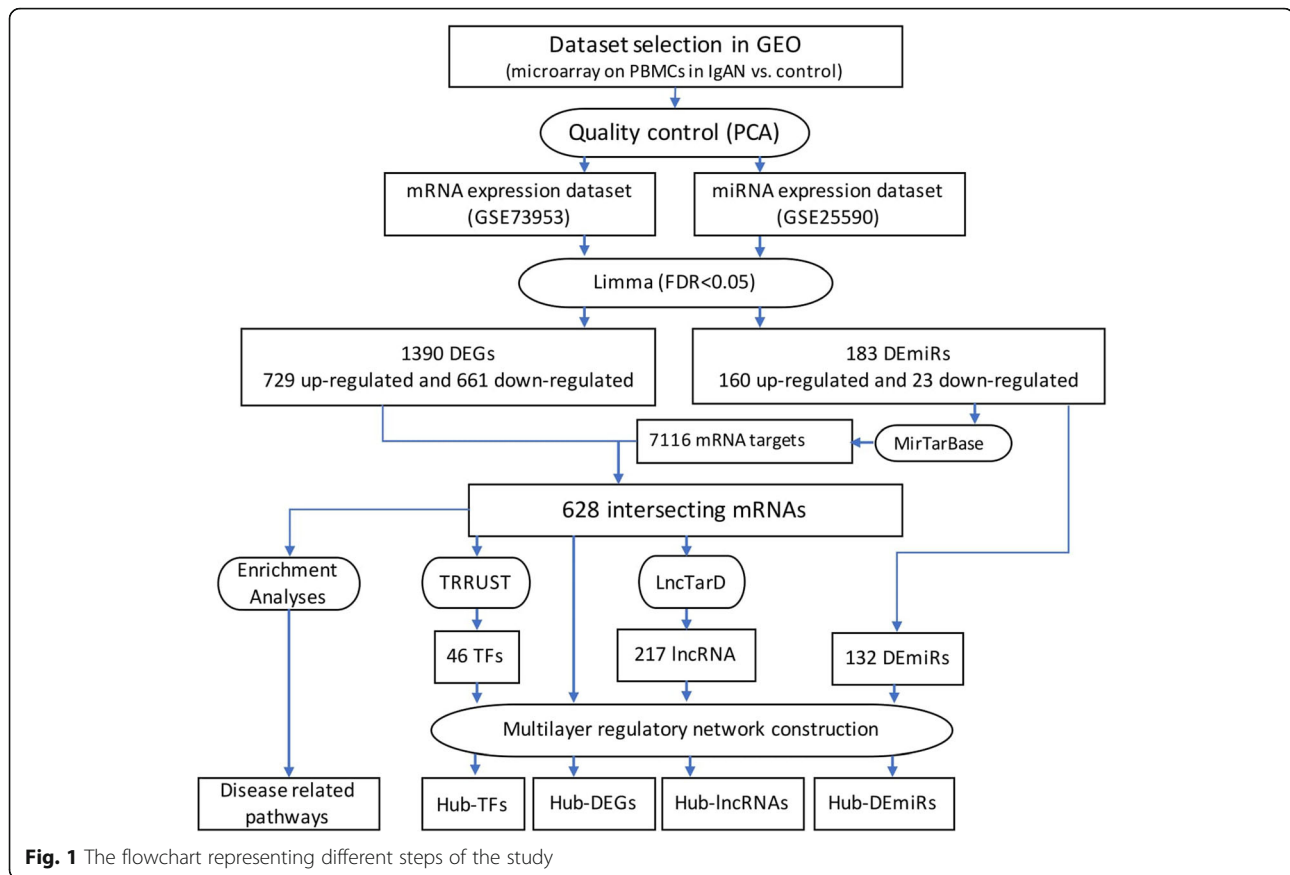 Dataset selection in GEO
(microarray on PBMCs in IgAN vs. control)
Quality control (PCA)
mRNA expression dataset
(GSE73953)
miRNA expression dataset
(GSE25590)
Limma (FDR<0.05)
1390 DEGs
729 up-regulated and 661 down-regulated
183 DEmiRs
160 up-regulated and 23 down-regulated
7116 mRNA targets
MirTarBase
628 intersecting mRNAs
Enrichment
Analyses
TRRUST
LncTarD
46 TFs
217 lncRNA
132 DEmiRs
Multilayer regulatory network construction
Disease related
pathways
Hub-TFs
Hub-DEGs
Hub-lncRNAs
Hub-DEmiRs
Fig. 1 The flowchart representing different steps of the study